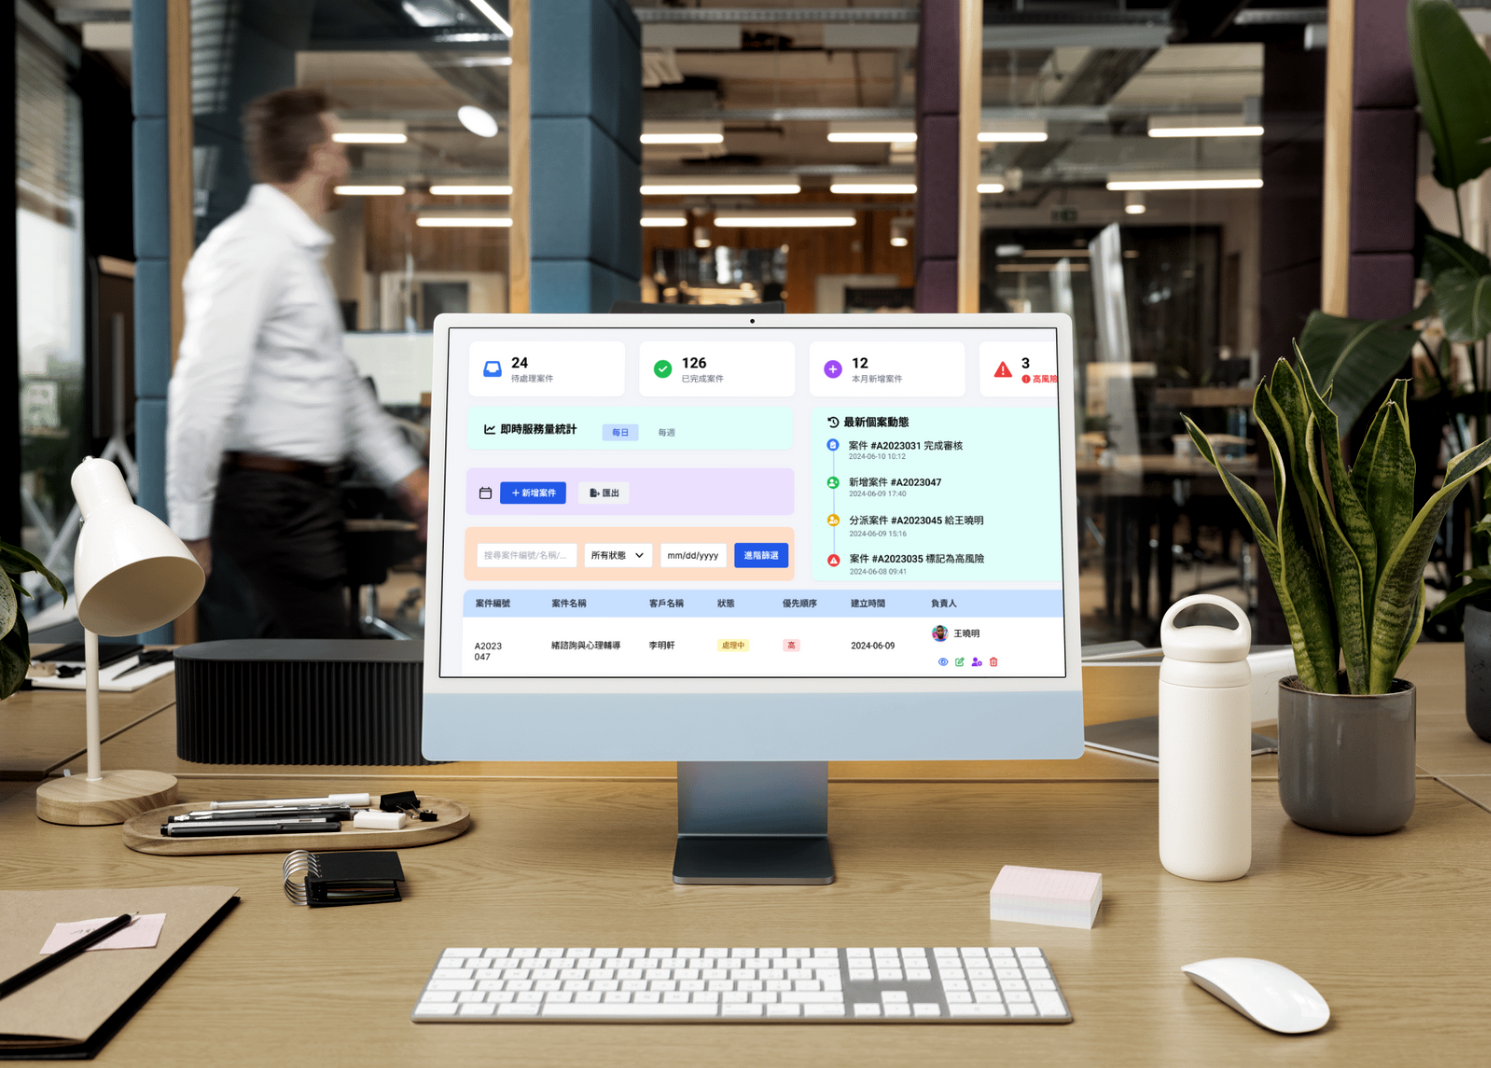 24
待處理案件
126
已完成案件
12
本月新增案件
3
高風險
即時服務量統計
每日
每週
最新個案動態
案件 #A2023031 完成審核
2024-06-10 10:12
新增案件 #A2023047
2024-06-09 17:40
分派案件 #A2023045 給王曉明
2024-06-09 15:16
案件 #A2023035 標記為高風險
2024-06-08 09:41
+ 新增案件
匯出
搜尋案件編號/名稱/...
所有狀態
mm/dd/yyyy
進階篩選
案件編號 案件名稱 客戶名稱 狀態 優先順序 建立時間 負責人
A2023
047
緒諮詢與心理輔導 李明軒 處理中 高 2024-06-09 王曉明